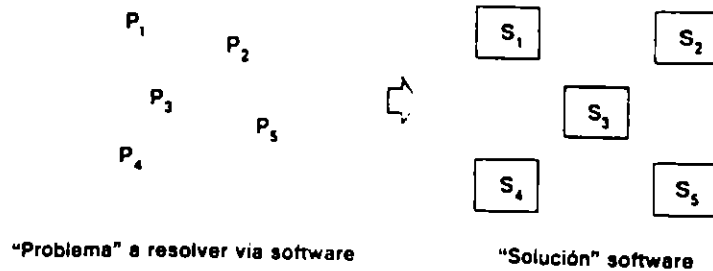 P1
P2
P3
P5
P4
S1
S2
S3
S4
S5
"Problema" a resolver via software
"Solución" software